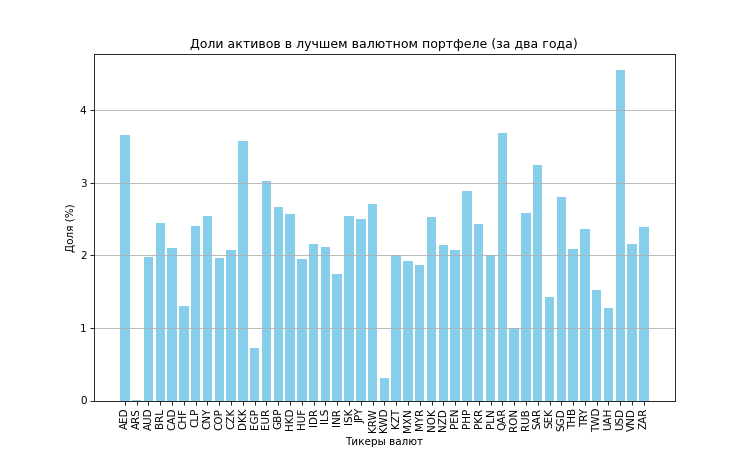 Доли активов в лучшем валютном портфеле (за два года)
Доля (%)
4
3
2
1
0
AED ARS AUD BRL CAD CHF CLP CNY COP CZK DKK EGP EUR GBP HKD HUF IDR ILS INR ISK JPY KRW KWD KZT MXN MYR NOK NZD PEN PHP PKR PLN QAR RON RUB SAR SEK SGD THB TRY TWD UAH USD VND ZAR
Тикеры валют